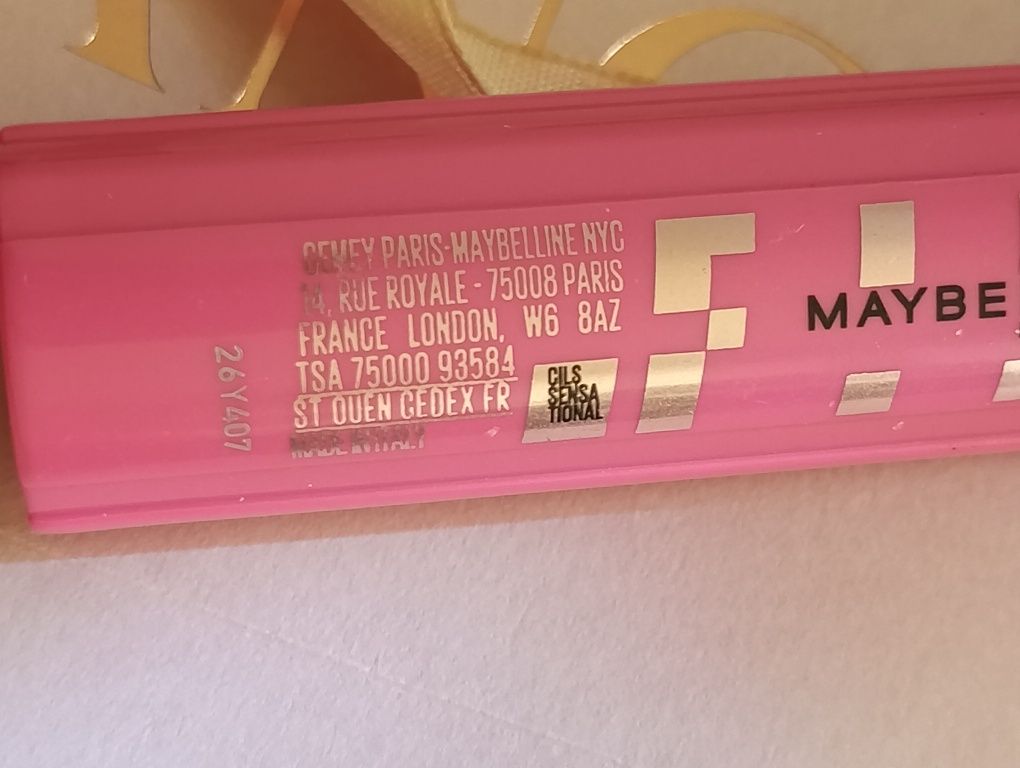 GEMEY PARIS-MAYBELLINE NYC
14, RUE ROYALE - 75008 PARIS
FRANCE LONDON, W6 8AZ
TSA 75000 93584
ST OUEN CEDEX FR
MADE IN ITALY
26Y407
CILS
SENSA
TIONAL
MAYBE